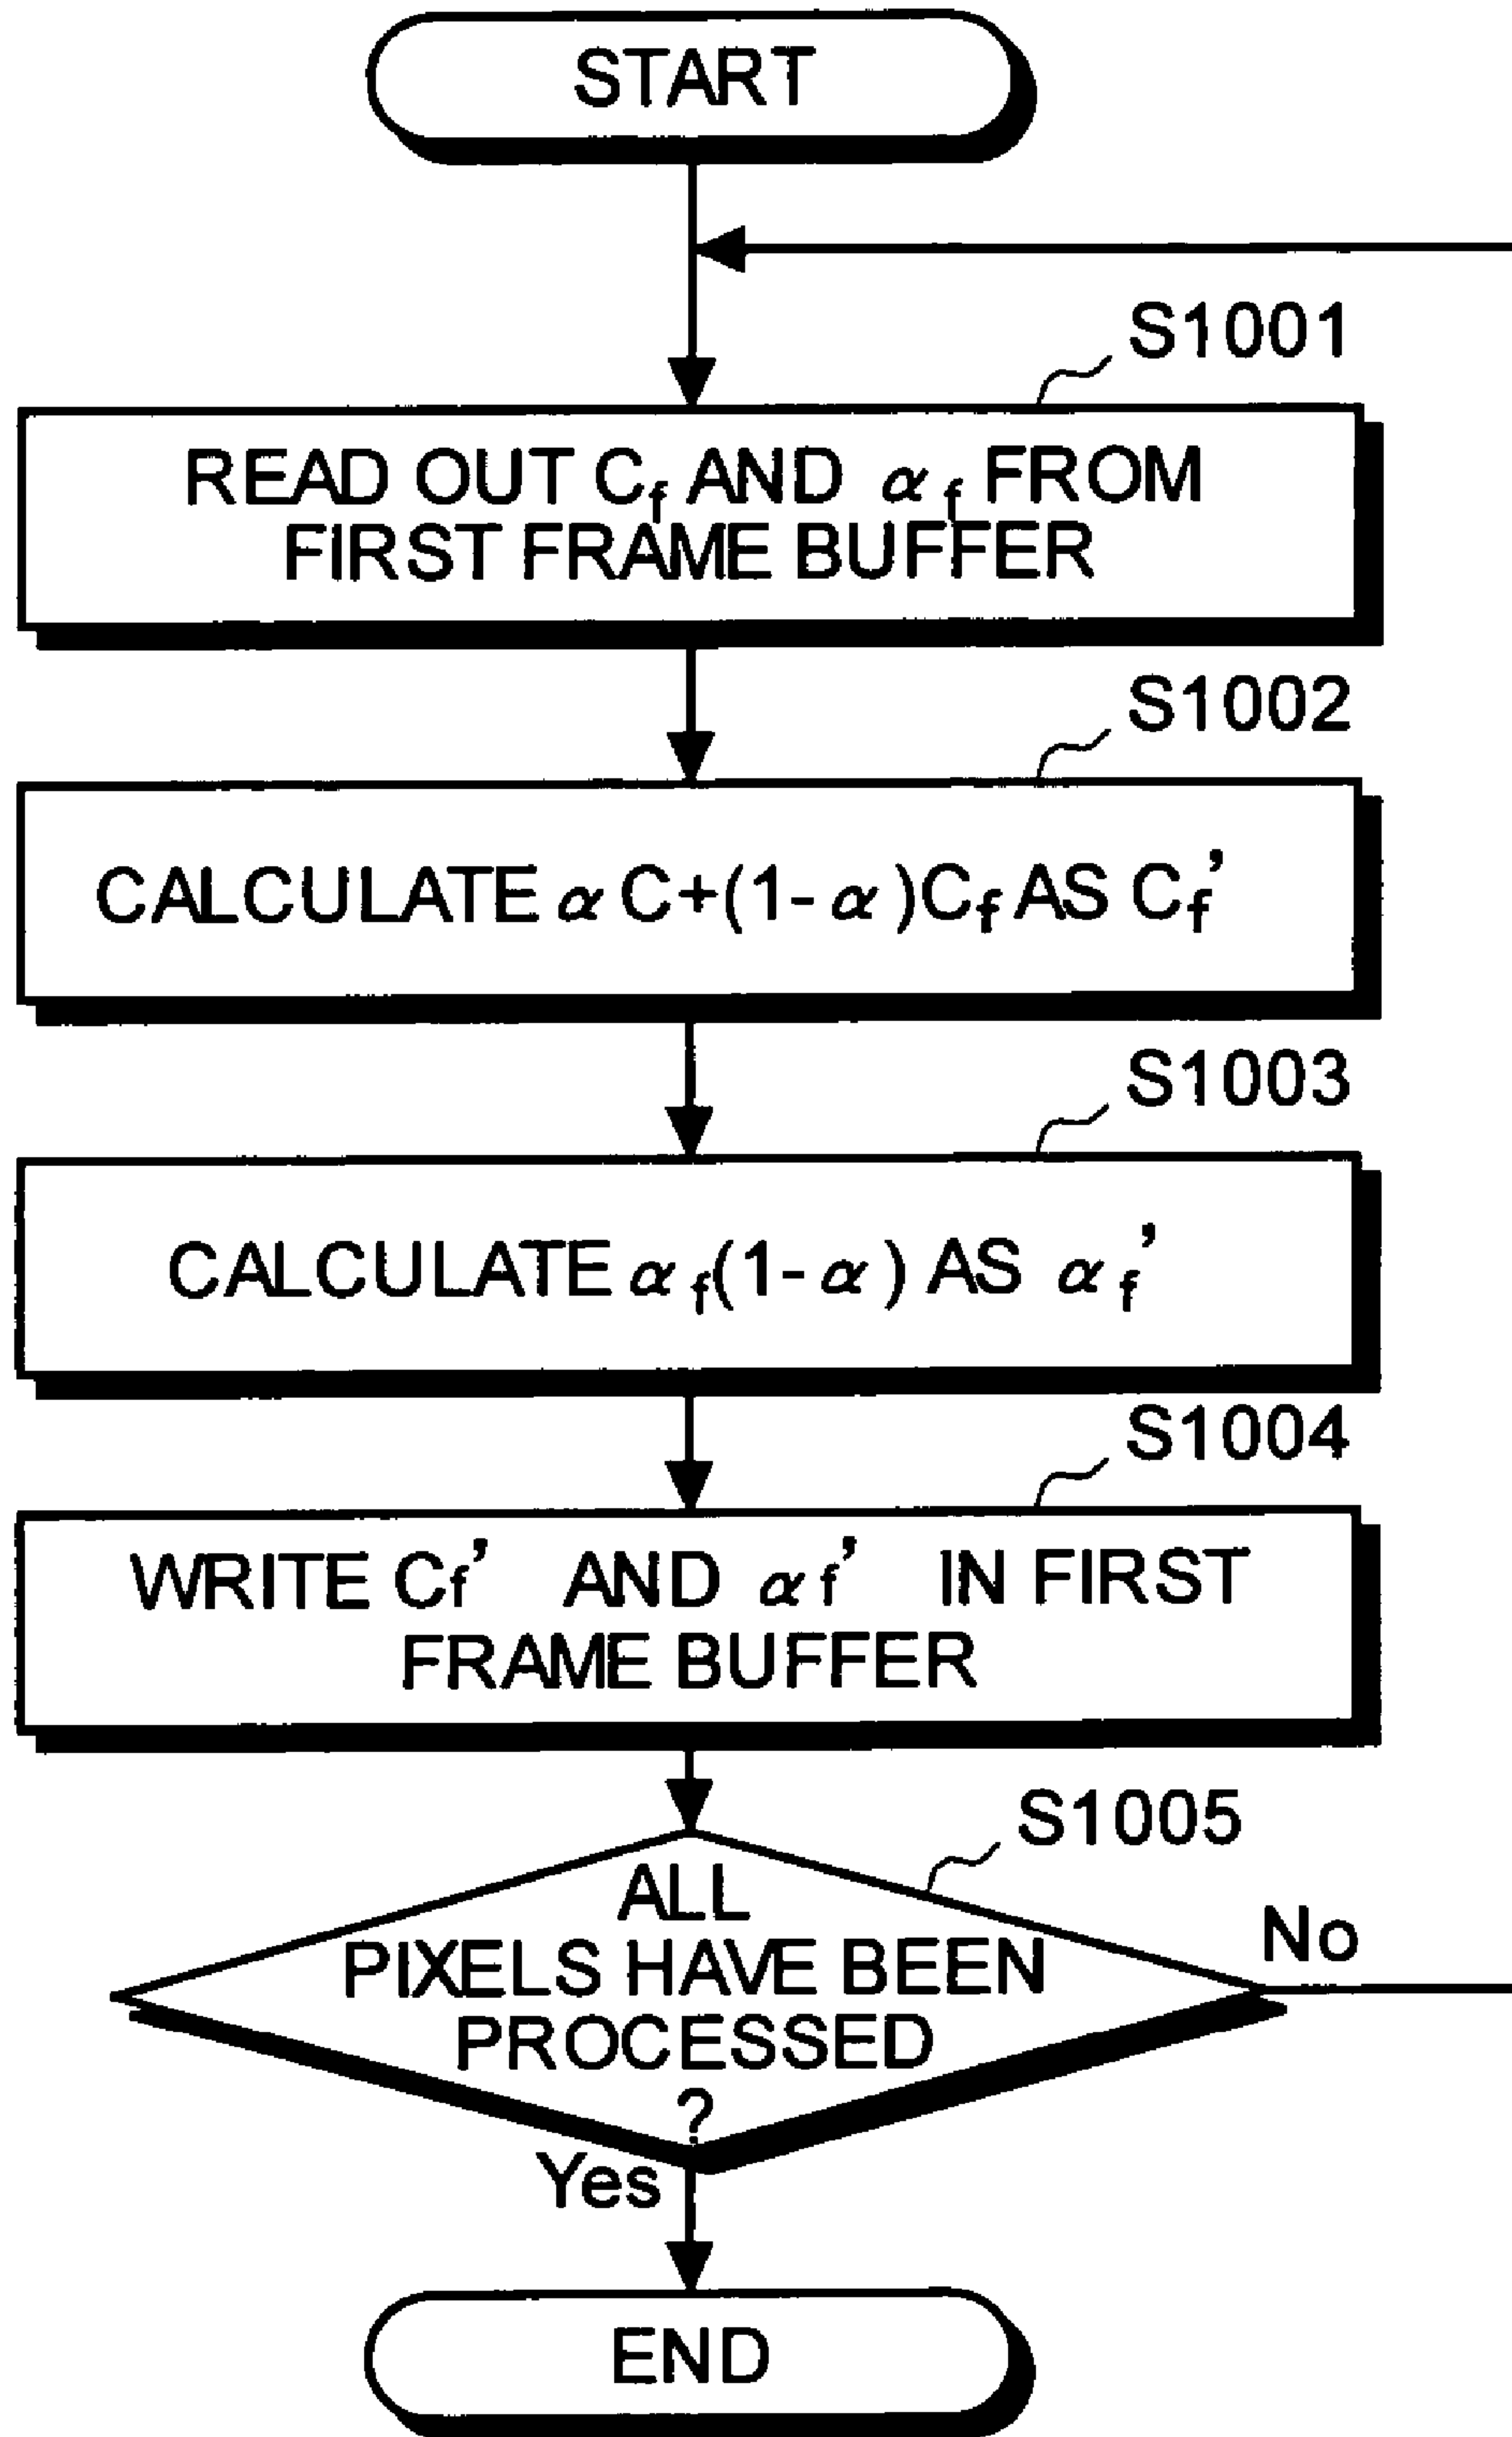 START
S1001
READ OUT Cf AND αf FROM
FIRST FRAME BUFFER
S1002
CALCULATE αC+(1-α)Cf AS Cf'
S1003
CALCULATE αf(1-α) AS αf'
S1004
WRITE Cf' AND αf' IN FIRST
FRAME BUFFER
S1005
ALL
PIXELS HAVE BEEN
PROCESSED
?
No
Yes
END